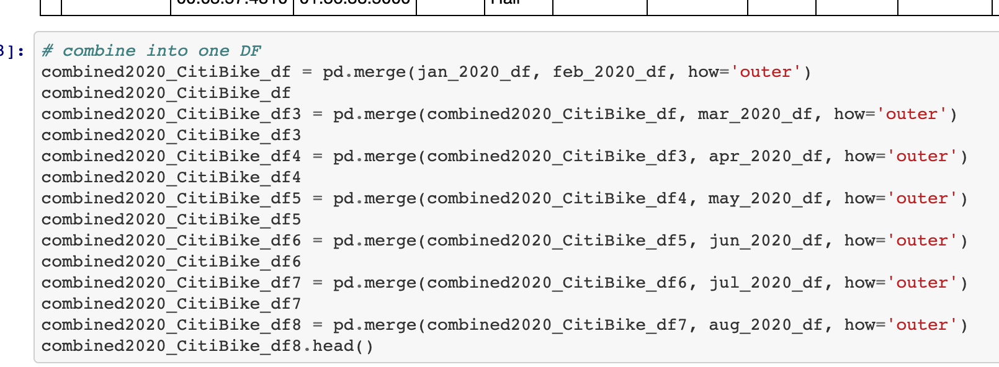 # combine into one DF
3]:
combined2020_CitiBike_df = pd.merge(jan_2020_df, feb_2020_df, how='outer')
combined2020_CitiBike_df
combined2020_CitiBike_df3 = pd.merge(combined2020_CitiBike_df, mar_2020_df, how='outer')
combined2020_CitiBike_df3
combined2020_CitiBike_df4 = pd.merge(combined2020_CitiBike_df3, apr_2020_df, how='outer')
combined2020_CitiBike_df4
combined2020_CitiBike_df5 = pd.merge(combined2020_CitiBike_df4, may_2020_df, how='outer')
combined2020_CitiBike_df5
combined2020_CitiBike_df6 = pd.merge(combined2020_CitiBike_df5, jun_2020_df, how='outer')
combined2020_CitiBike_df6
combined2020_CitiBike_df7 = pd.merge(combined2020_CitiBike_df6, jul_2020_df, how='outer')
combined2020_CitiBike_df7
combined2020_CitiBike_df8 = pd.merge(combined2020_CitiBike_df7, aug_2020_df, how='outer')
combined2020_CitiBike_df8.head()